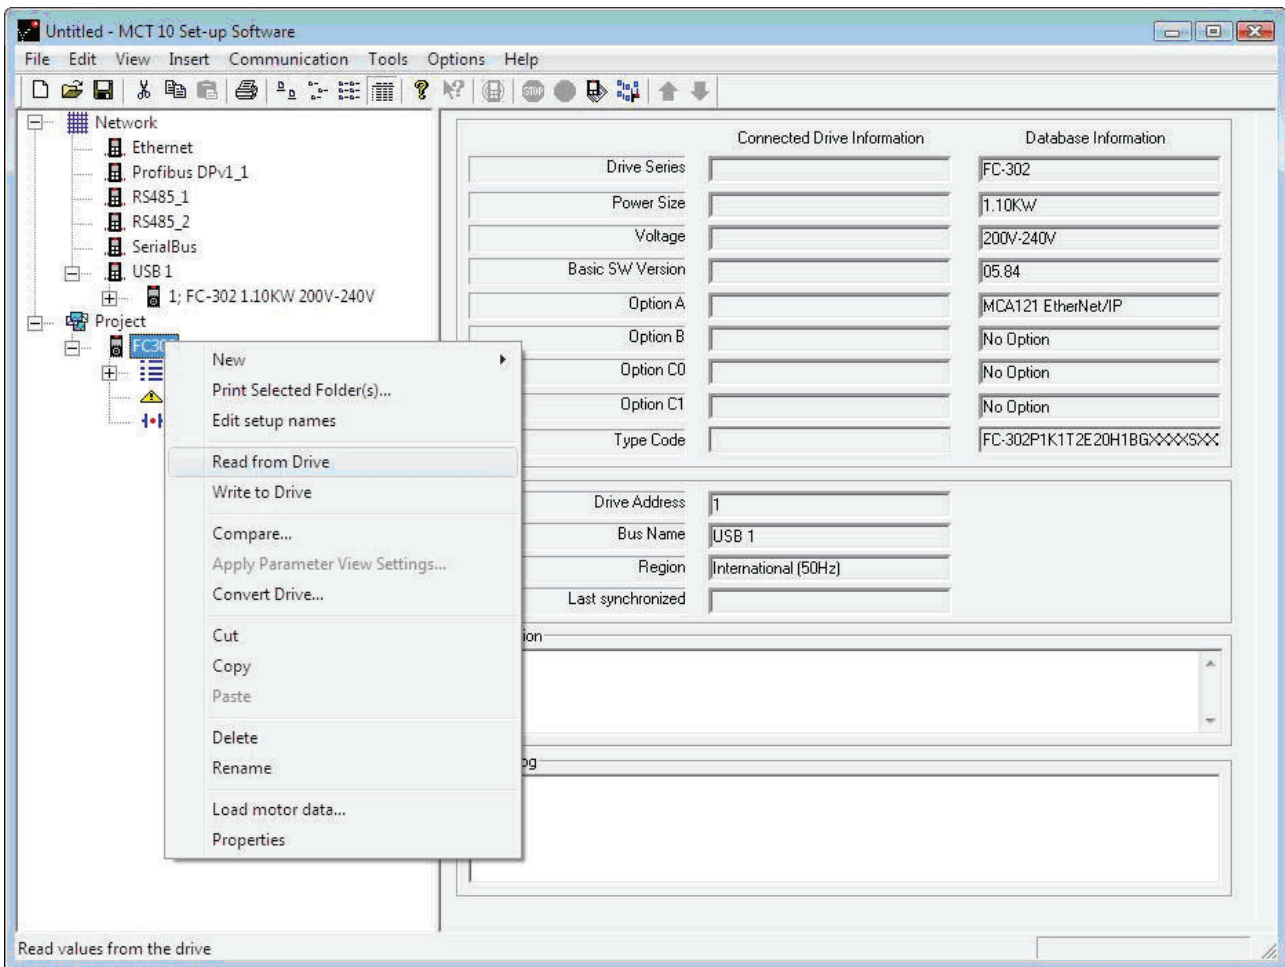 Untitled - MCT 10 Set-up Software
File Edit View Insert Communication Tools Options Help
STOP
Network
Ethernet
Profibus DPv1_1
RS485_1
RS485_2
SerialBus
USB 1
1; FC-302 1.10KW 200V-240V
Project
New
Print Selected Folder(s)...
Edit setup names
Read from Drive
Write to Drive
Compare...
Apply Parameter View Settings...
Convert Drive...
Cut
Copy
Paste
Delete
Rename
Load motor data...
Properties
Connected Drive Information Database Information
Drive Series FC-302
Power Size 1.10KW
Voltage 200V-240V
Basic SW Version 05.84
Option A MCA121 EtherNet/IP
Option B No Option
Option C0 No Option
Option C1 No Option
Type Code FC-302P1K1T2E20H1BGXXXXSXX
Drive Address 1
Bus Name USB 1
Region International (50Hz)
Last synchronized
Read values from the drive